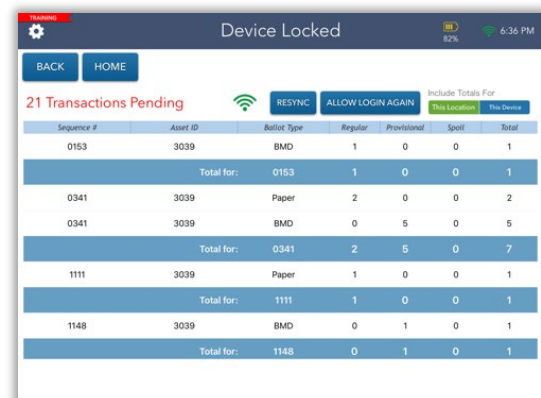 TRAINING
Device Locked
82%
6:36 PM
BACK
HOME
21 Transactions Pending
RESYNC
ALLOW LOGIN AGAIN
Include Totals For
This Location
This Device
Sequence # Asset ID Ballot Type Regular Provisional Spoil Total
0153 3039 BMD 1 0 0 1
Total for: 0153 1 0 0 1
0341 3039 Paper 2 0 0 2
0341 3039 BMD 0 5 0 5
Total for: 0341 2 5 0 7
1111 3039 Paper 1 0 0 1
Total for: 1111 1 0 0 1
1148 3039 BMD 0 1 0 1
Total for: 1148 0 1 0 1